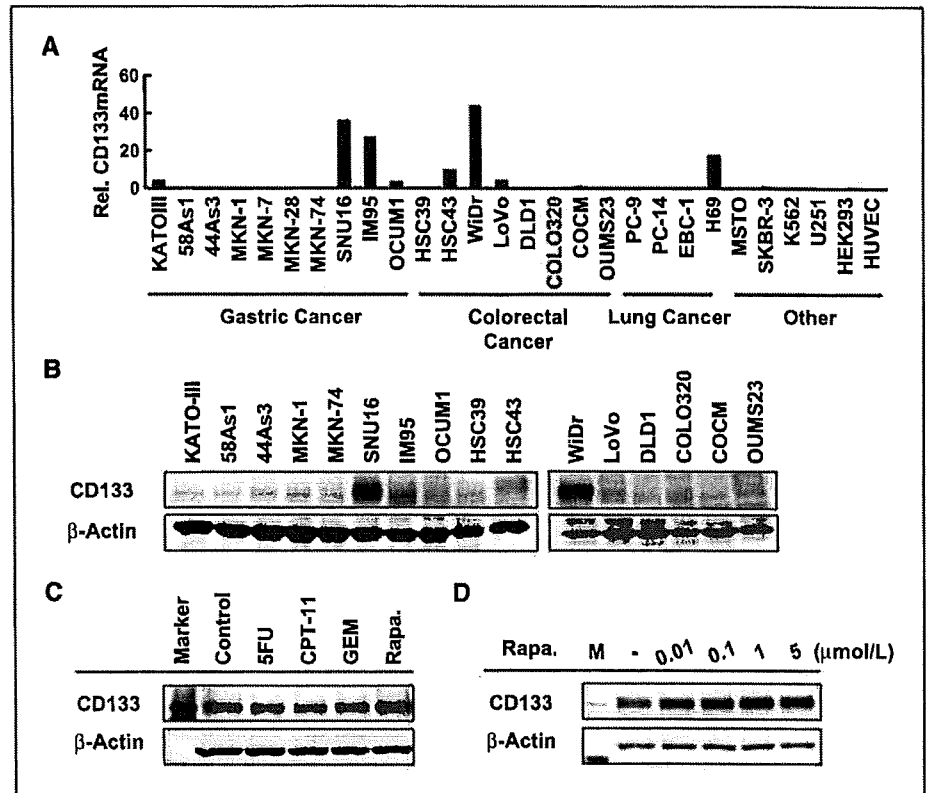 A
Rel. CD133mRNA
60
40
20
0
KATOIII
58As1
44As3
MKN-1
MKN-7
MKN-28
MKN-74
SNU16
IM95
OCUM1
HSC39
HSC43
WiDr
LoVo
DLD1
COLO320
COCM
OUMS23
PC-9
PC-14
EBC-1
H69
MSTO
SKBR-3
K562
U251
HEK293
HUVEC
Gastric Cancer
Colorectal
Cancer
Lung Cancer
Other
B
KATO-III
58As1
44As3
MKN-1
MKN-74
SNU16
IM95
OCUM1
HSC39
HSC43
WiDr
LoVo
DLD1
COLO320
COCM
OUMS23
CD133
β-Actin
C
Marker
Control
5FU
CPT-11
GEM
Rapa.
CD133
β-Actin
D
Rapa. M - 0.01 0.1 1 5 (μmol/L)
CD133
β-Actin